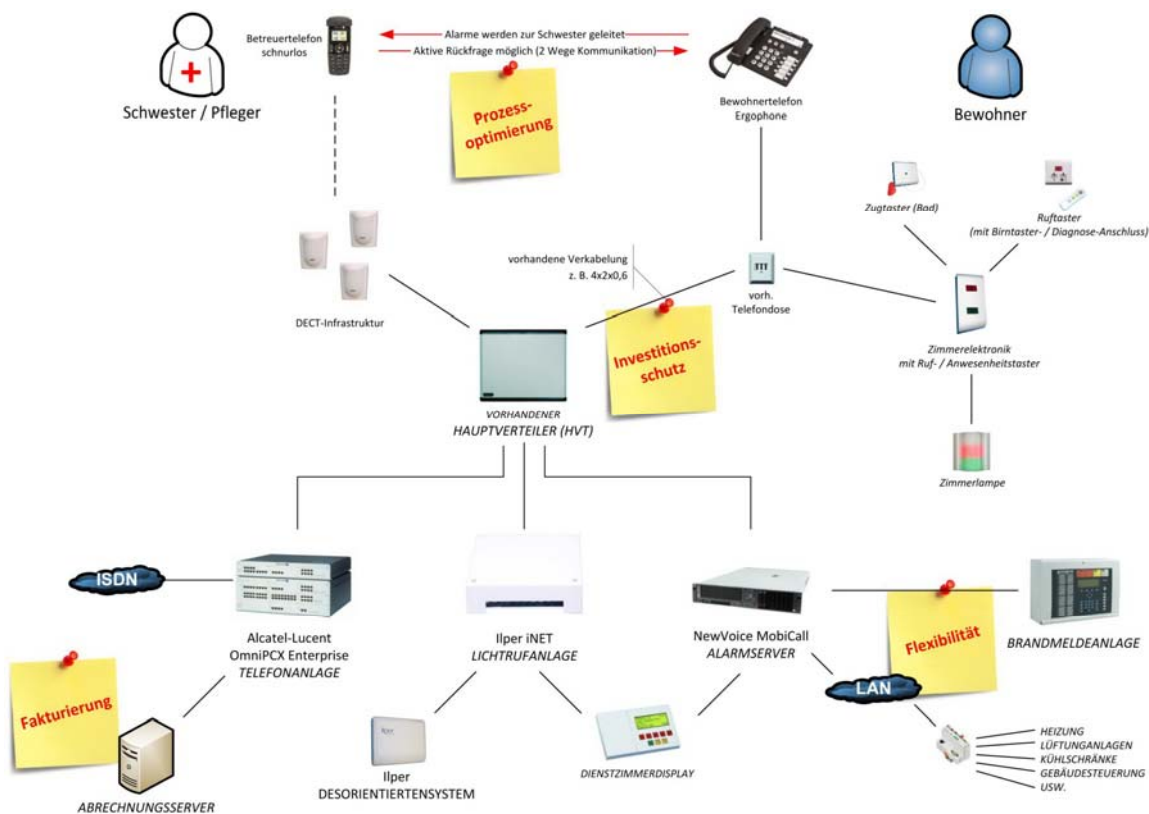 Betreuertelefon
schnurlos
Alarme werden zur Schwester geleitet
Aktive Rückfrage möglich (2 Wege Kommunikation)
Schwester / Pfleger
Prozess-
optimierung
Bewohnertelefon
Ergophone
Bewohner
Zugtaster (Bad)
Ruftaster
(mit Birntaster- / Diagnose-Anschluss)
vorhandene Verkabelung
z. B. 4x2x0,6
vorh.
Telefondose
DECT-Infrastruktur
Investitions-
schutz
Zimmerelektronik
mit Ruf- / Anwesenheitstaster
VORHANDENER
HAUPTVERTEILER (HVT)
Zimmerlampe
ISDN
Alcatel-Lucent
OmniPCX Enterprise
TELEFONANLAGE
Ilper iNET
LICHTRUFANLAGE
NewVoice MobiCall
ALARMSERVER
Flexibilität
BRANDMELDEANLAGE
LAN
Fakturierung
ABRECHNUNGSSERVER
Ilper
DESORIENTIERTENSYSTEM
DIENSTZIMMERDISPLAY
HEIZUNG
LÜFTUNGANLAGEN
KÜHLSCHRÄNKE
GEBÄUDESTEUERUNG
USW.